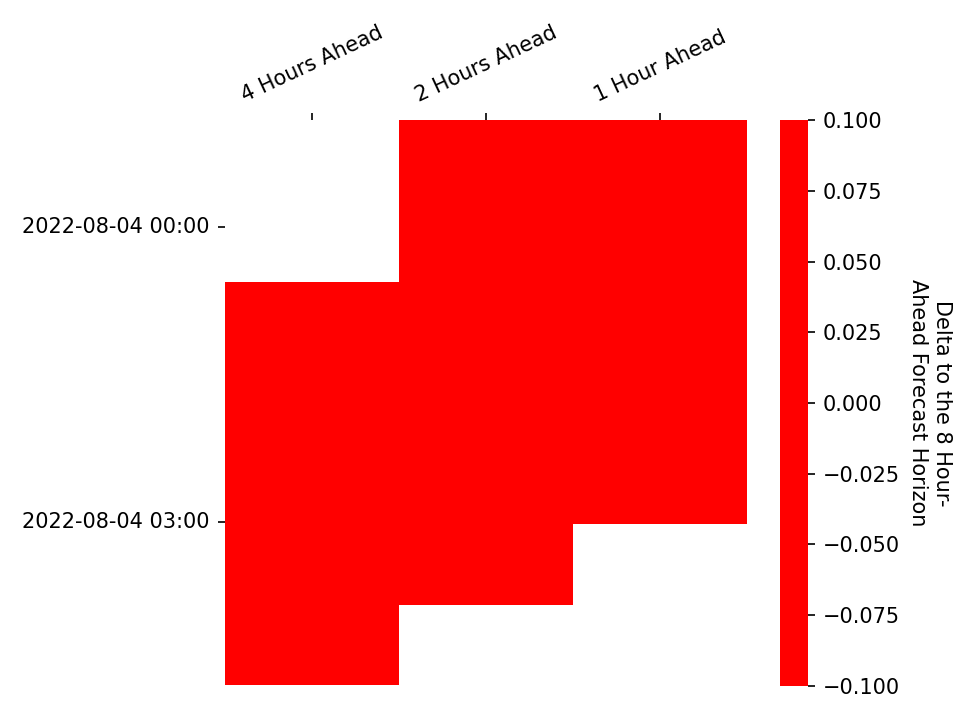 4 Hours Ahead
2 Hours Ahead
1 Hour Ahead
2022-08-04 00:00
2022-08-04 03:00
0.100
0.075
0.050
0.025
0.000
−0.025
−0.050
−0.075
−0.100
Delta to the 8 Hour-
Ahead Forecast Horizon